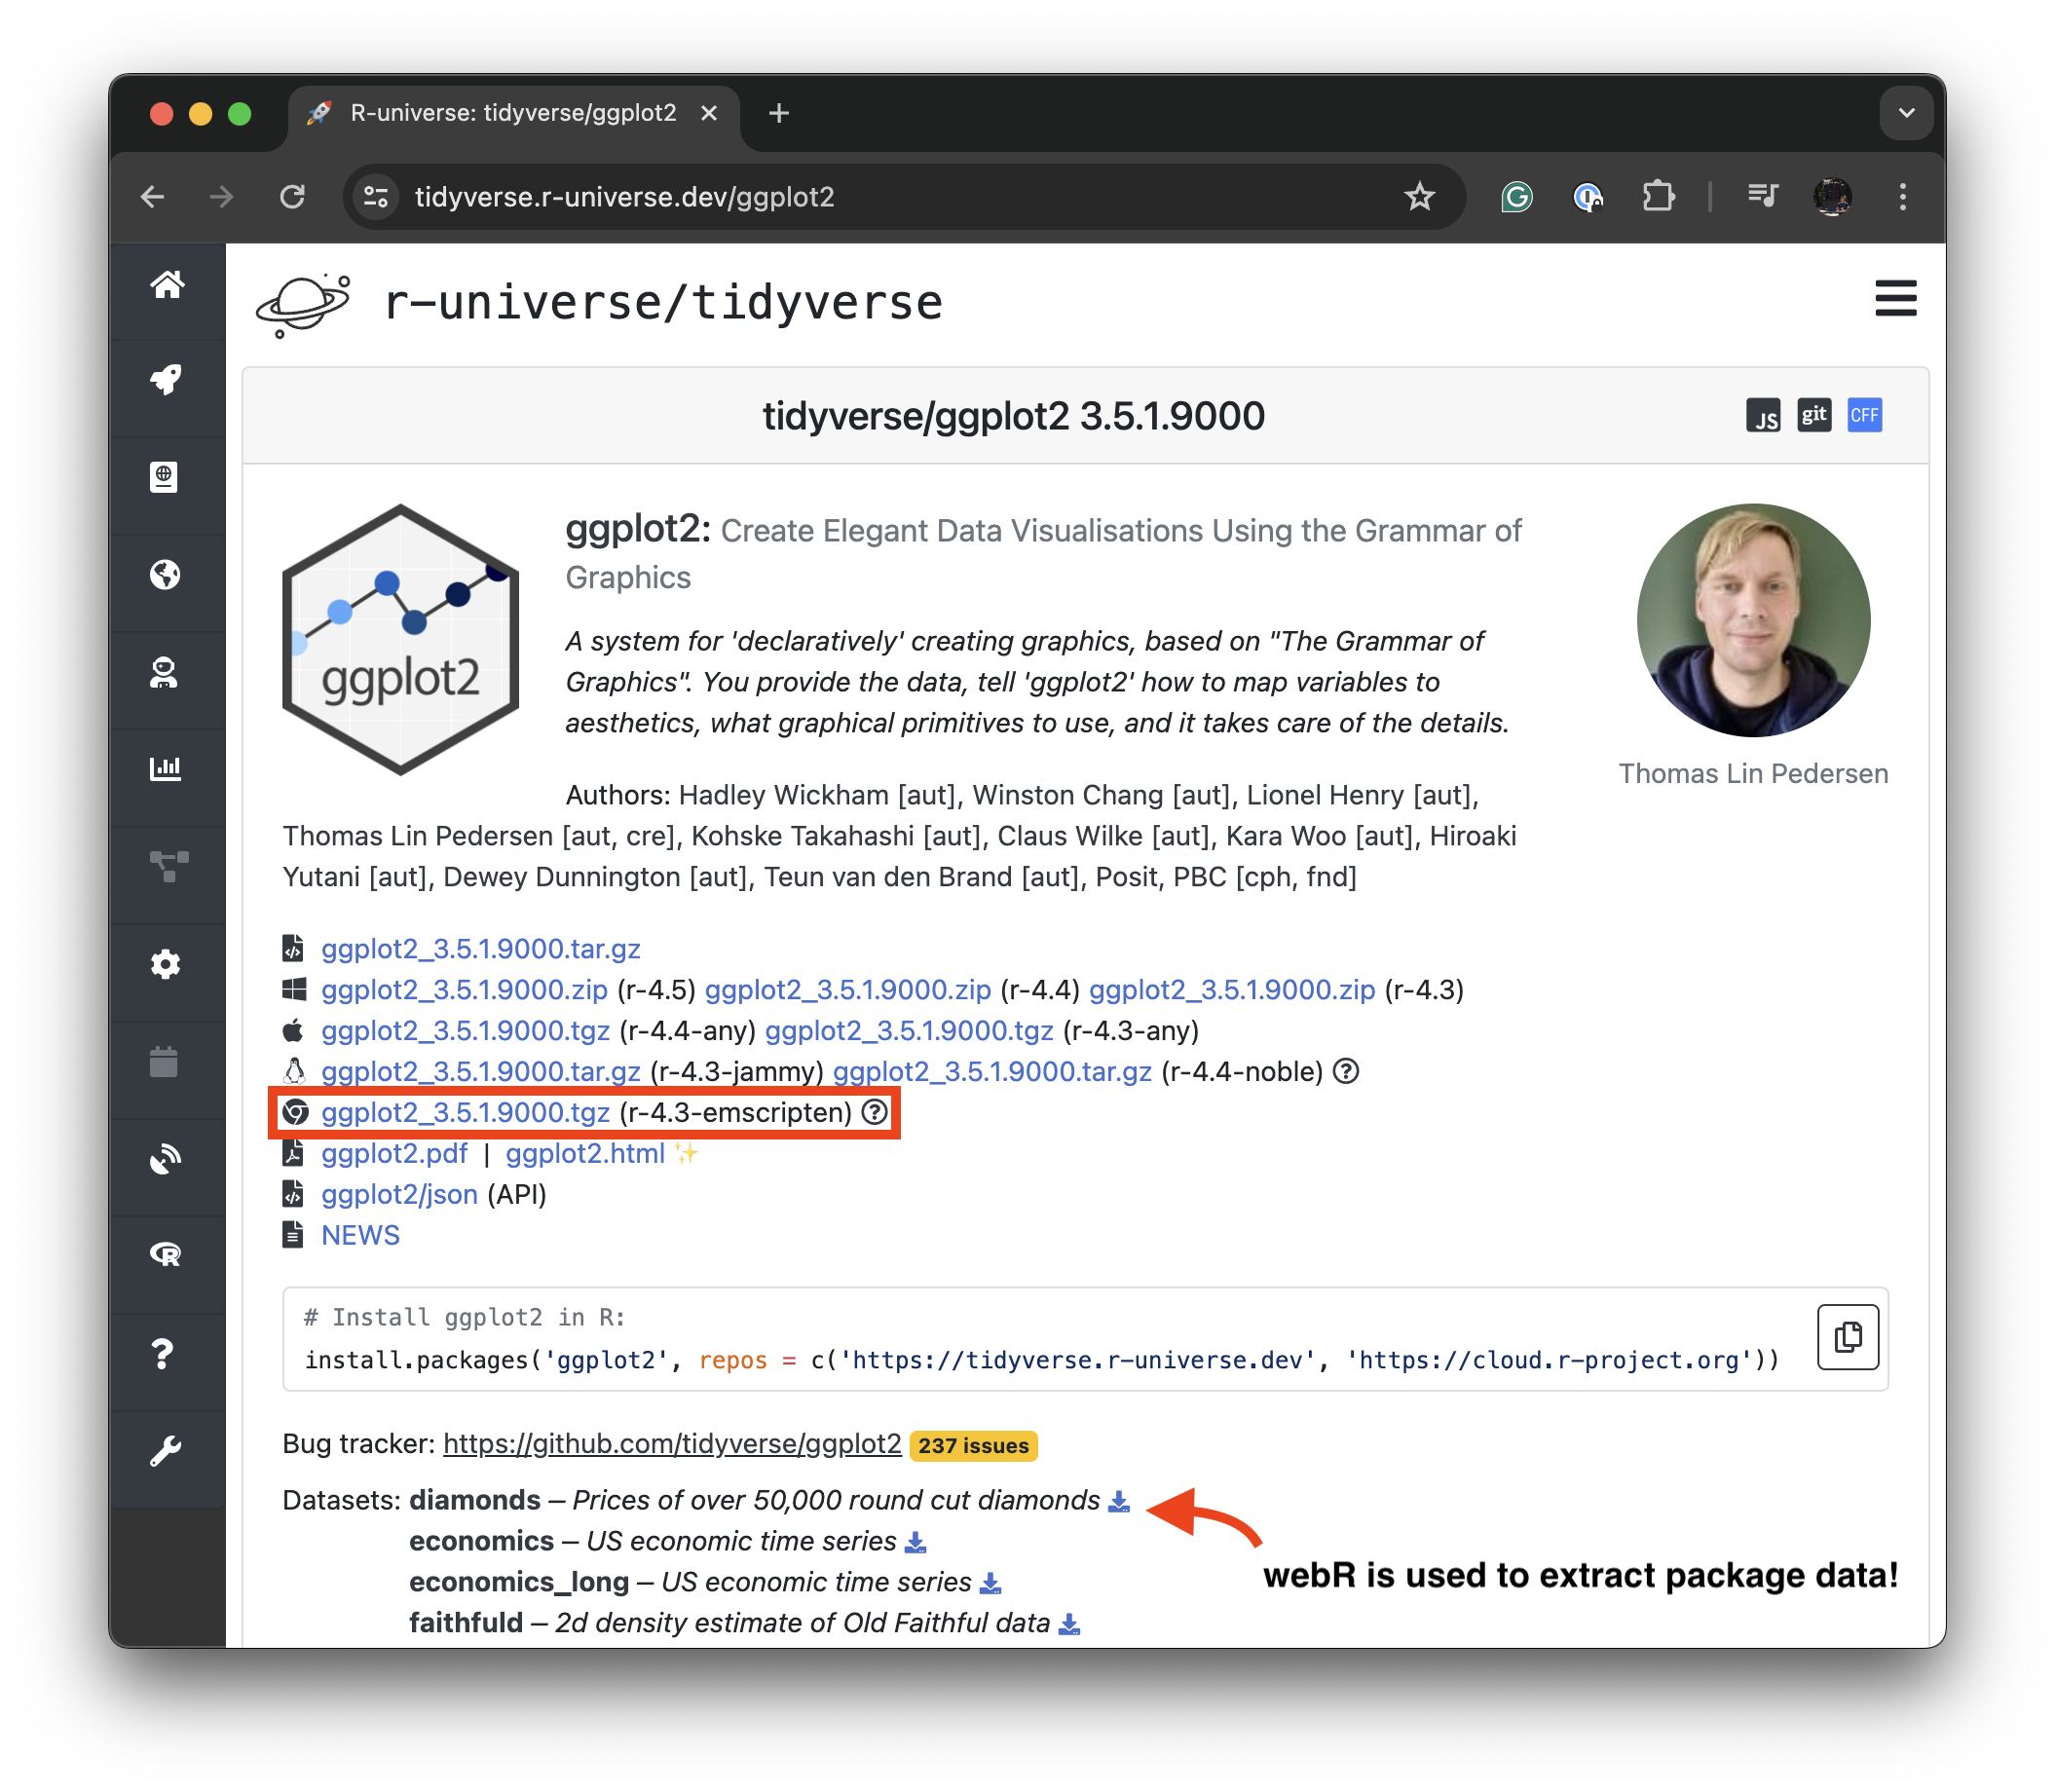 R-universe: tidyverse/ggplot2
tidyverse.r-universe.dev/ggplot2
r-universe/tidyverse
tidyverse/ggplot2 3.5.1.9000
JS git CFF
ggplot2
ggplot2: Create Elegant Data Visualisations Using the Grammar of
Graphics
A system for 'declaratively' creating graphics, based on "The Grammar of
Graphics". You provide the data, tell 'ggplot2' how to map variables to
aesthetics, what graphical primitives to use, and it takes care of the details.
Thomas Lin Pedersen
Authors: Hadley Wickham [aut], Winston Chang [aut], Lionel Henry [aut],
Thomas Lin Pedersen [aut, cre], Kohske Takahashi [aut], Claus Wilke [aut], Kara Woo [aut], Hiroaki
Yutani [aut], Dewey Dunnington [aut], Teun van den Brand [aut], Posit, PBC [cph, fnd]
ggplot2_3.5.1.9000.tar.gz
ggplot2_3.5.1.9000.zip (r-4.5) ggplot2_3.5.1.9000.zip (r-4.4) ggplot2_3.5.1.9000.zip (r-4.3)
ggplot2_3.5.1.9000.tgz (r-4.4-any) ggplot2_3.5.1.9000.tgz (r-4.3-any)
ggplot2_3.5.1.9000.tar.gz (r-4.3-jammy) ggplot2_3.5.1.9000.tar.gz (r-4.4-noble) ?
ggplot2_3.5.1.9000.tgz (r-4.3-emscripten) ?
ggplot2.pdf | ggplot2.html ✨
ggplot2/json (API)
NEWS
# Install ggplot2 in R:
install.packages('ggplot2', repos = c('https://tidyverse.r-universe.dev', 'https://cloud.r-project.org'))
Bug tracker: https://github.com/tidyverse/ggplot2 237 issues
Datasets: diamonds – Prices of over 50,000 round cut diamonds
economics – US economic time series
economics_long – US economic time series
faithfuld – 2d density estimate of Old Faithful data
webR is used to extract package data!